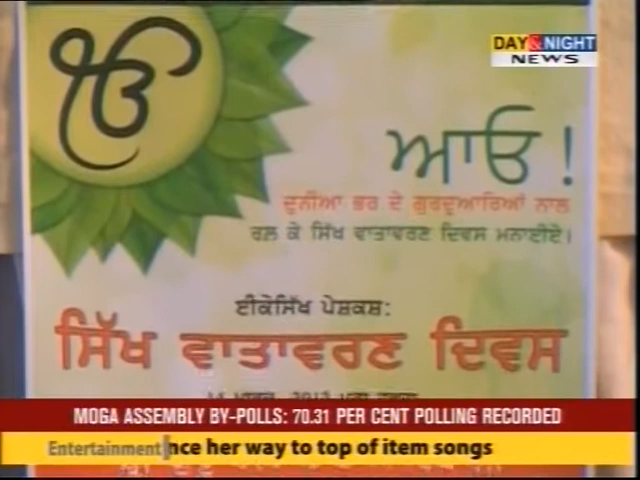 DAY&NIGHT
NEWS
ੴ
ਆਓ !
ਦੁਨੀਆ ਭਰ ਦੇ ਗੁਰਦੁਆਰਿਆਂ ਨਾਲ
ਰਲ ਕੇ ਸਿੱਖ ਵਾਤਾਵਰਣ ਦਿਵਸ ਮਨਾਈਏ।
ਈਕੋਸਿੱਖ ਪੇਸ਼ਕਸ਼:
ਸਿੱਖ ਵਾਤਾਵਰਣ ਦਿਵਸ
MOGA ASSEMBLY BY-POLLS: 70.31 PER CENT POLLING RECORDED
Entertainment nce her way to top of item songs